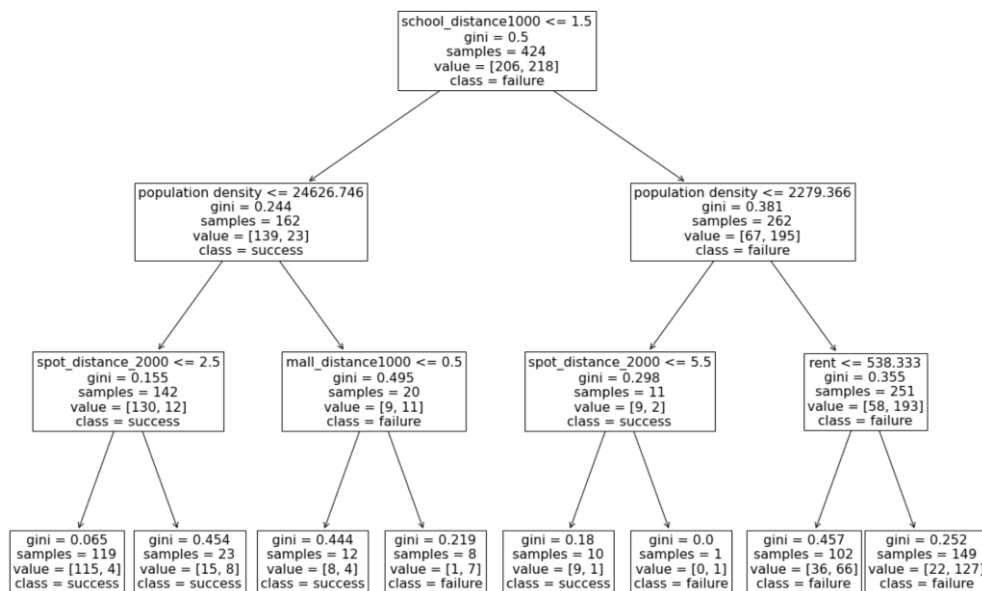 school_distance1000 <= 1.5
gini = 0.5
samples = 424
value = [206, 218]
class = failure
population density <= 24626.746
gini = 0.244
samples = 162
value = [139, 23]
class = success
population density <= 2279.366
gini = 0.381
samples = 262
value = [67, 195]
class = failure
spot_distance_2000 <= 2.5
gini = 0.155
samples = 142
value = [130, 12]
class = success
mall_distance1000 <= 0.5
gini = 0.495
samples = 20
value = [9, 11]
class = failure
spot_distance_2000 <= 5.5
gini = 0.298
samples = 11
value = [9, 2]
class = success
rent <= 538.333
gini = 0.355
samples = 251
value = [58, 193]
class = failure
gini = 0.065
samples = 119
value = [115, 4]
class = success
gini = 0.454
samples = 23
value = [15, 8]
class = success
gini = 0.444
samples = 12
value = [8, 4]
class = success
gini = 0.219
samples = 8
value = [1, 7]
class = failure
gini = 0.18
samples = 10
value = [9, 1]
class = success
gini = 0.0
samples = 1
value = [0, 1]
class = failure
gini = 0.457
samples = 102
value = [36, 66]
class = failure
gini = 0.252
samples = 149
value = [22, 127]
class = failure